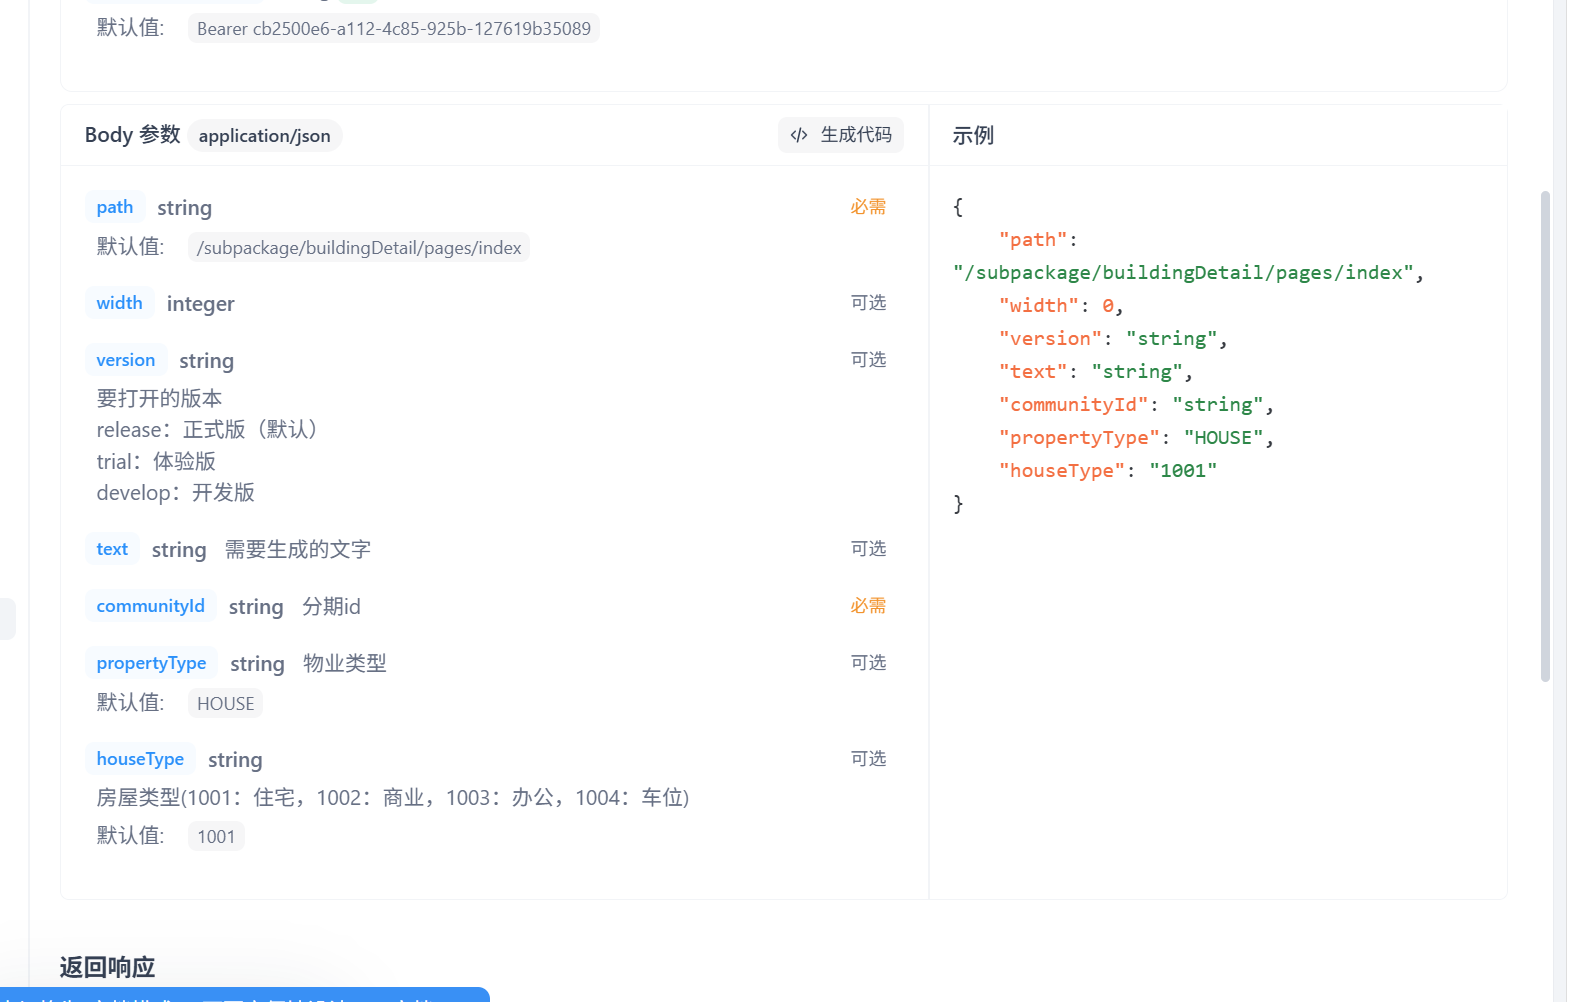 默认值: Bearer cb2500e6-a112-4c85-925b-127619b35089
Body 参数 application/json
</> 生成代码
path string 必需
默认值: /subpackage/buildingDetail/pages/index
width integer 可选
version string 可选
要打开的版本
release：正式版（默认）
trial：体验版
develop：开发版
text string 需要生成的文字 可选
communityId string 分期id 必需
propertyType string 物业类型 可选
默认值: HOUSE
houseType string 可选
房屋类型(1001：住宅，1002：商业，1003：办公，1004：车位)
默认值: 1001
示例
{
"path":
"/subpackage/buildingDetail/pages/index",
"width": 0,
"version": "string",
"text": "string",
"communityId": "string",
"propertyType": "HOUSE",
"houseType": "1001"
}
返回响应